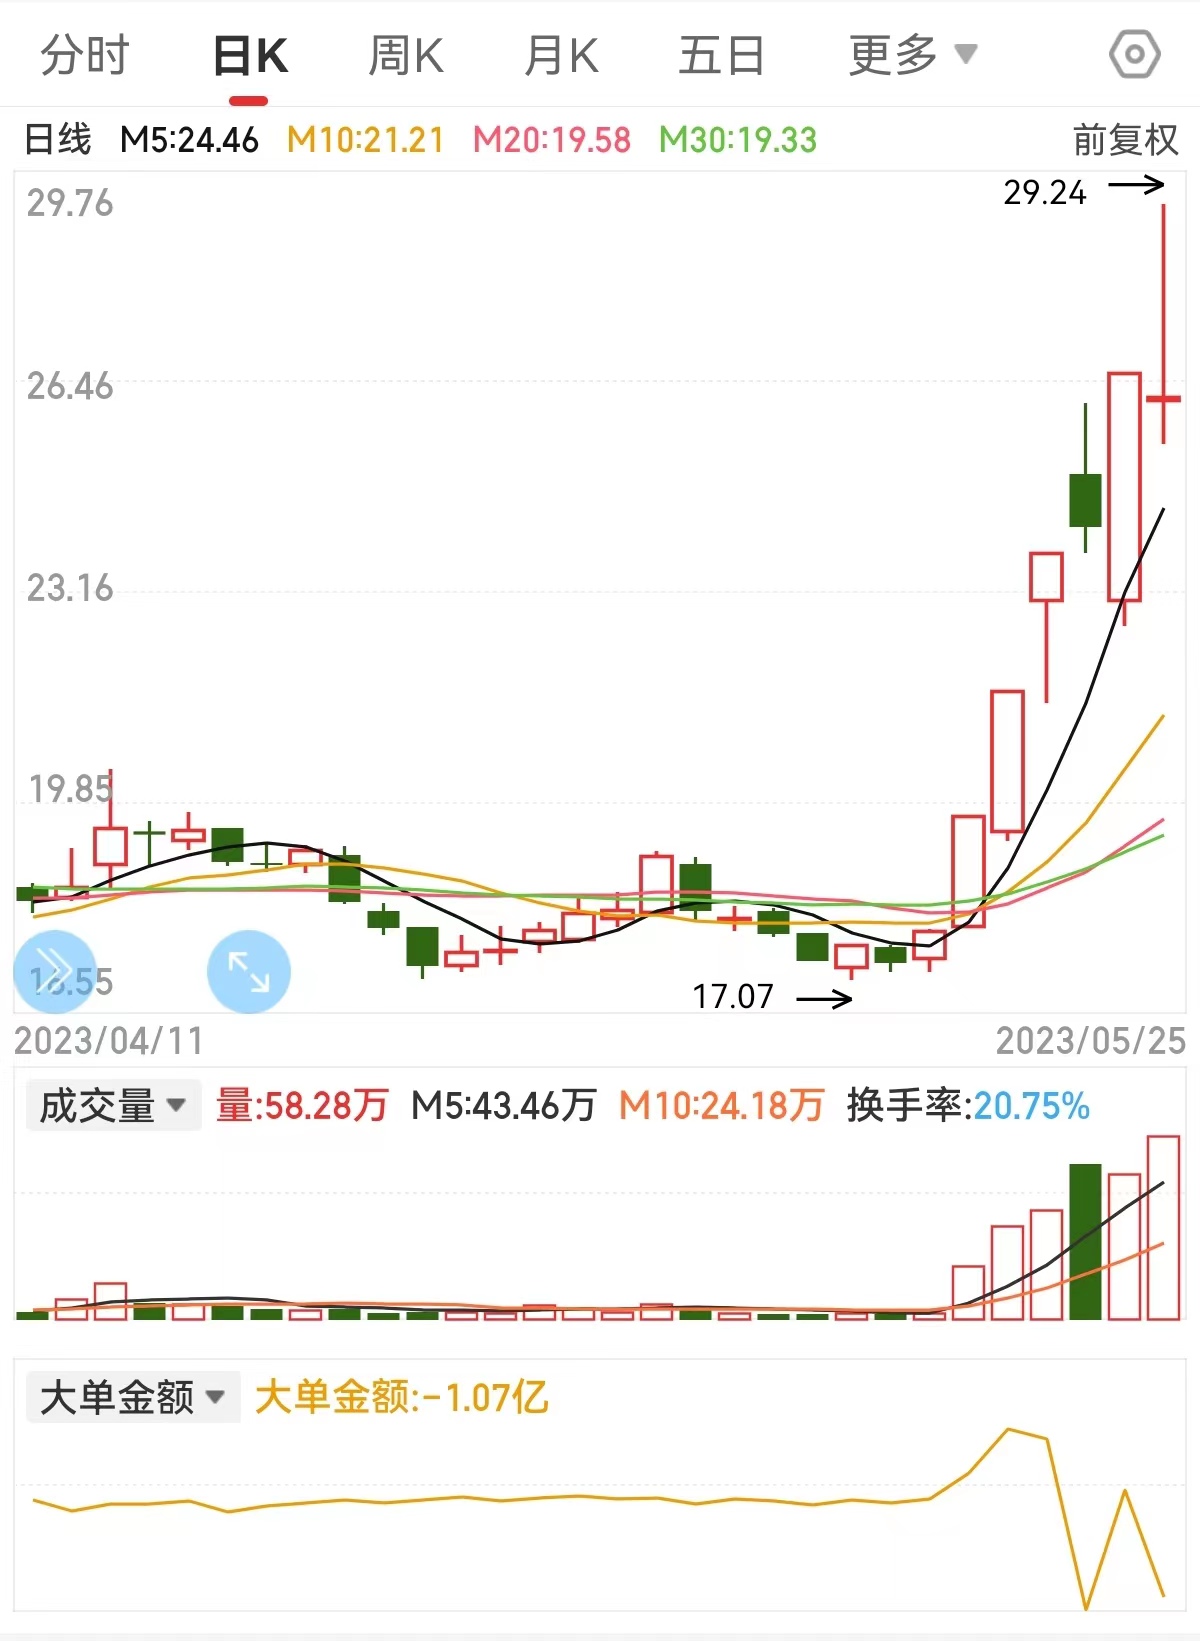 分时 日K 周K 月K 五日 更多
日线 M5:24.46 M10:21.21 M20:19.58 M30:19.33 前复权
29.76
29.24
26.46
23.16
19.85
16.55
17.07
2023/04/11 2023/05/25
成交量 量:58.28万 M5:43.46万 M10:24.18万 换手率:20.75%
大单金额 大单金额:-1.07亿